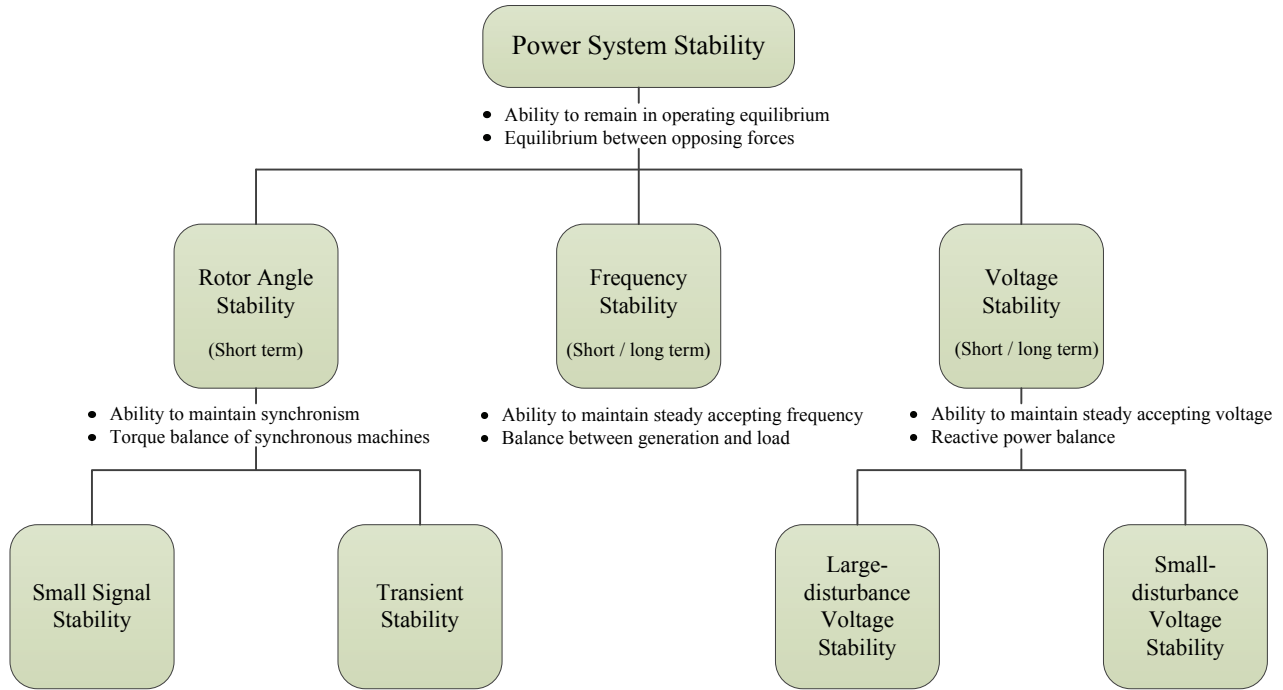 Power System Stability
• Ability to remain in operating equilibrium
• Equilibrium between opposing forces
Rotor Angle
Stability
(Short term)
Frequency
Stability
(Short / long term)
Voltage
Stability
(Short / long term)
• Ability to maintain synchronism
• Torque balance of synchronous machines
• Ability to maintain steady accepting frequency
• Balance between generation and load
• Ability to maintain steady accepting voltage
• Reactive power balance
Small Signal
Stability
Transient
Stability
Large-
disturbance
Voltage
Stability
Small-
disturbance
Voltage
Stability